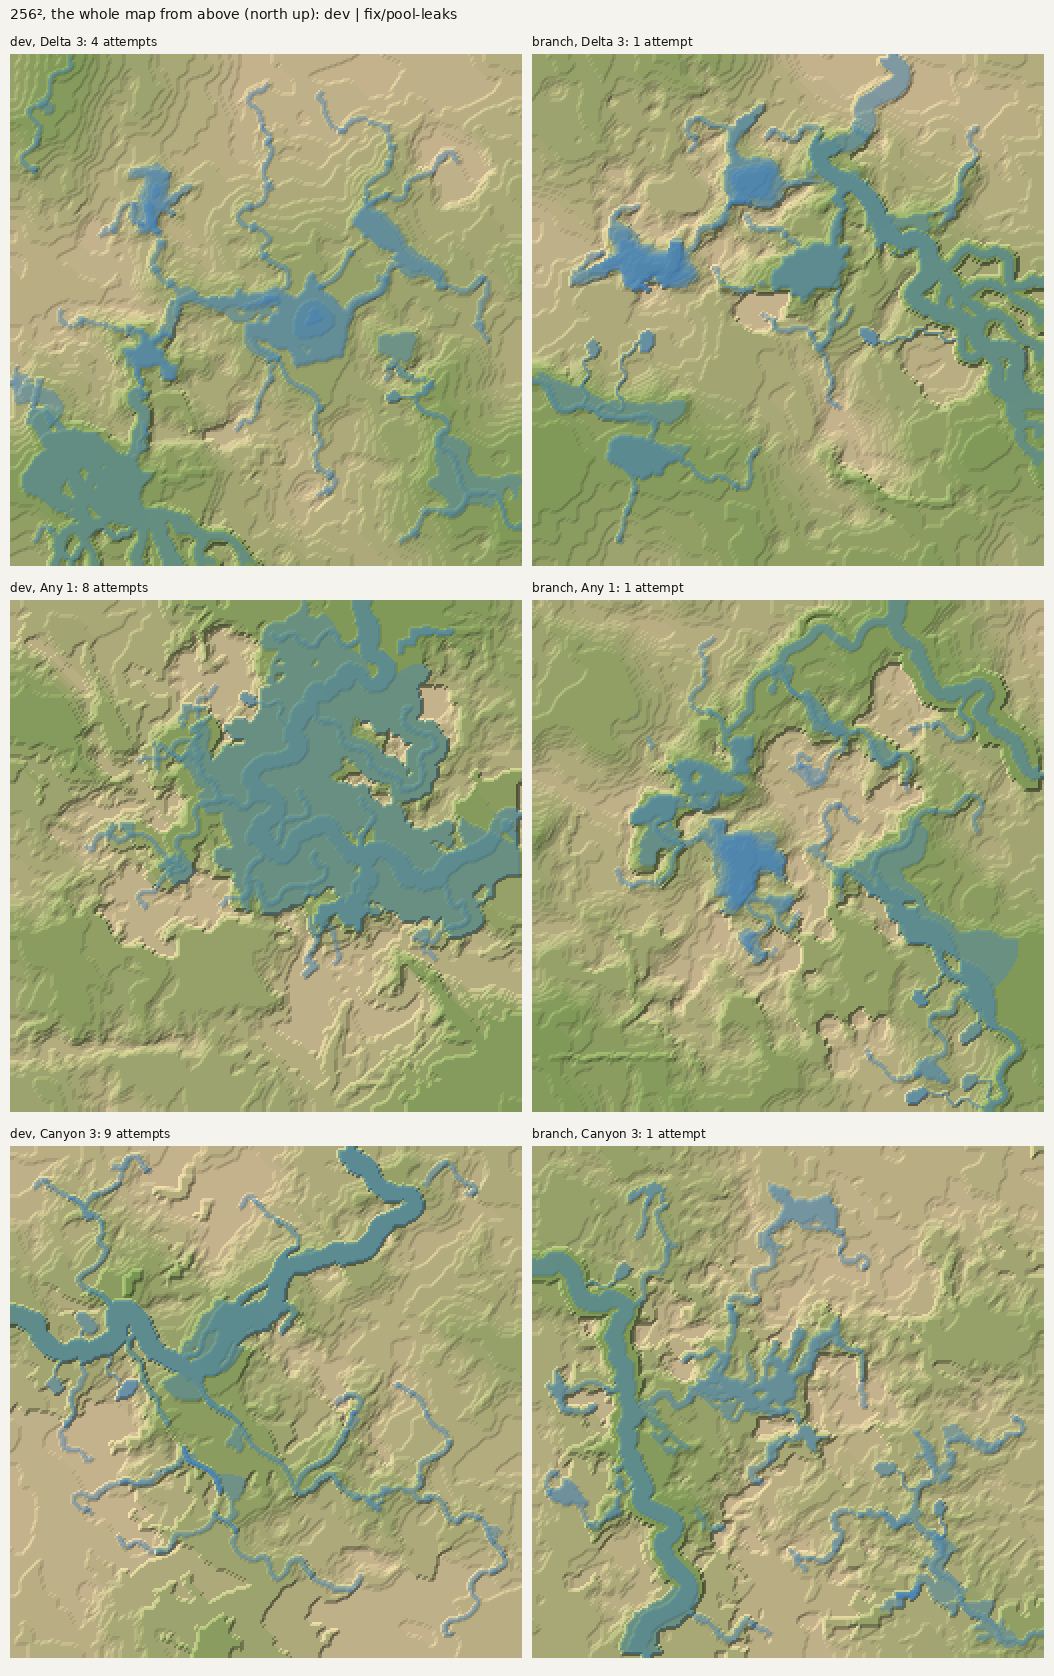 256², the whole map from above (north up): dev | fix/pool-leaks
dev, Delta 3: 4 attempts
branch, Delta 3: 1 attempt
dev, Any 1: 8 attempts
branch, Any 1: 1 attempt
dev, Canyon 3: 9 attempts
branch, Canyon 3: 1 attempt